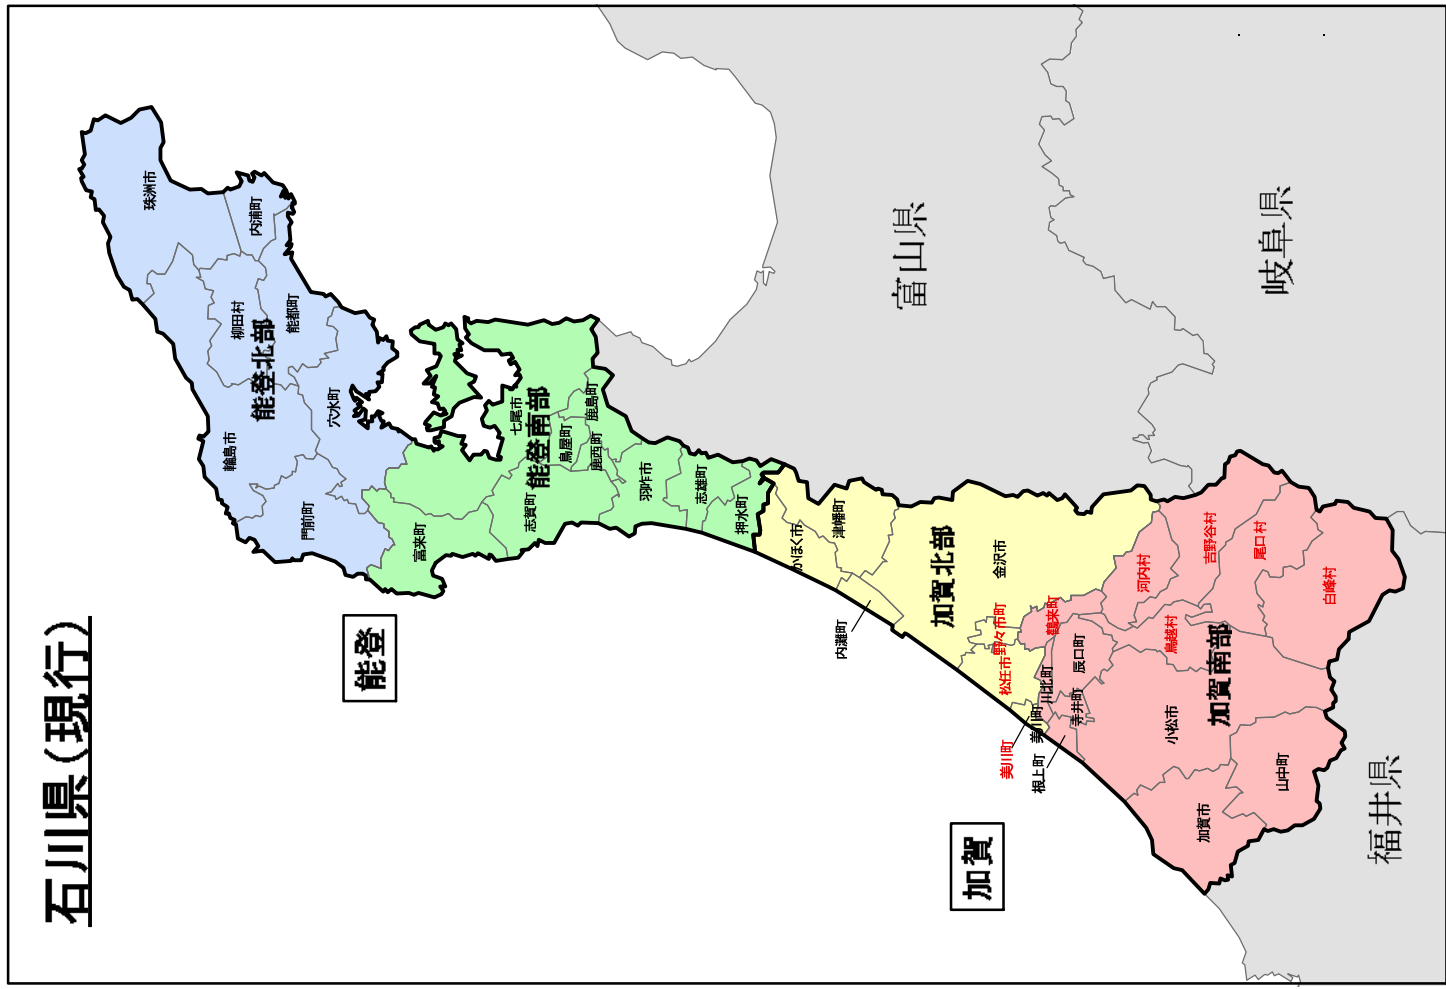 石川県(現行)
能登
加賀
富山県
岐阜県
福井県
能登北部
珠洲市
内浦町
柳田村
能都町
輪島市
穴水町
門前町
能登南部
富来町
志賀町
七尾市
鳥屋町
鹿島町
鹿西町
羽咋市
志雄町
押水町
加賀北部
かほく市
津幡町
内灘町
金沢市
野々市町
松任市
美川町
美川町
加賀南部
鶴来町
河内村
吉野谷村
尾口村
白峰村
鳥越村
川北町
辰口町
寺井町
根上町
小松市
山中町
加賀市